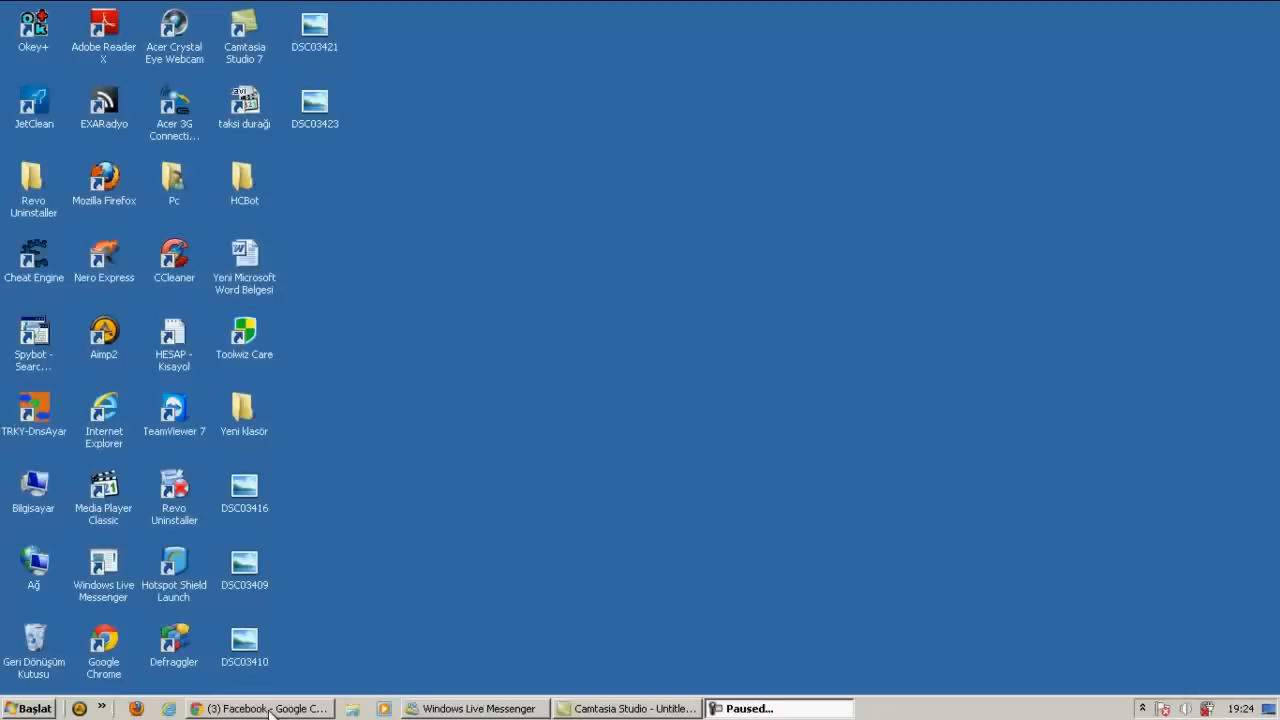 Okey+
Adobe Reader
X
Acer Crystal
Eye Webcam
Camtasia
Studio 7
DSC03421
JetClean
EXARadyo
Acer 3G
Connecti...
avi
taksi durağı
DSC03423
Revo
Uninstaller
Mozilla Firefox
Pc
HCBot
Cheat Engine
Nero Express
CCleaner
Yeni Microsoft
Word Belgesi
Spybot -
Searc...
Aimp2
HESAP -
Kısayol
Toolwiz Care
TRKY-DnsAyar
Internet
Explorer
TeamViewer 7
Yeni klasör
Bilgisayar
Media Player
Classic
Revo
Uninstaller
DSC03416
Ağ
Windows Live
Messenger
Hotspot Shield
Launch
DSC03409
Geri Dönüşüm
Kutusu
Google
Chrome
Defraggler
DSC03410
Başlat
(3) Facebook - Google C...
Windows Live Messenger
Camtasia Studio - Untitle...
Paused...
19:24